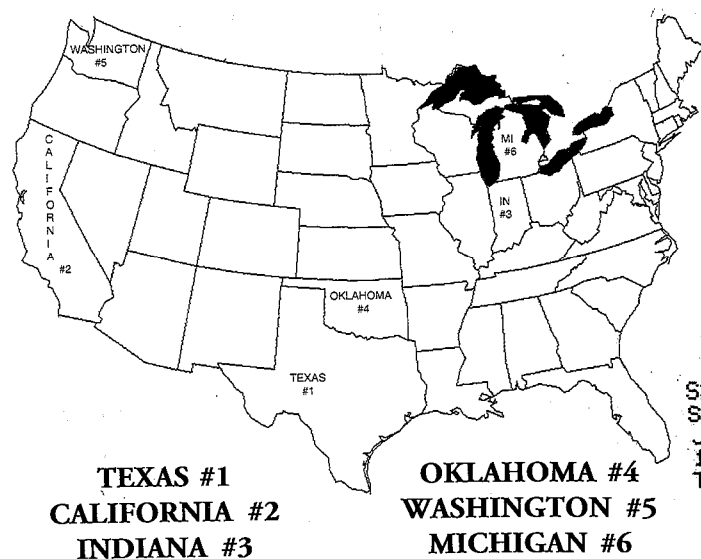 WASHINGTON
#5
CALIFORNIA
#2
MI
#6
IN
#3
OKLAHOMA
#4
TEXAS
#1
S
S
T
TEXAS #1
OKLAHOMA #4
CALIFORNIA #2
WASHINGTON #5
INDIANA #3
MICHIGAN #6